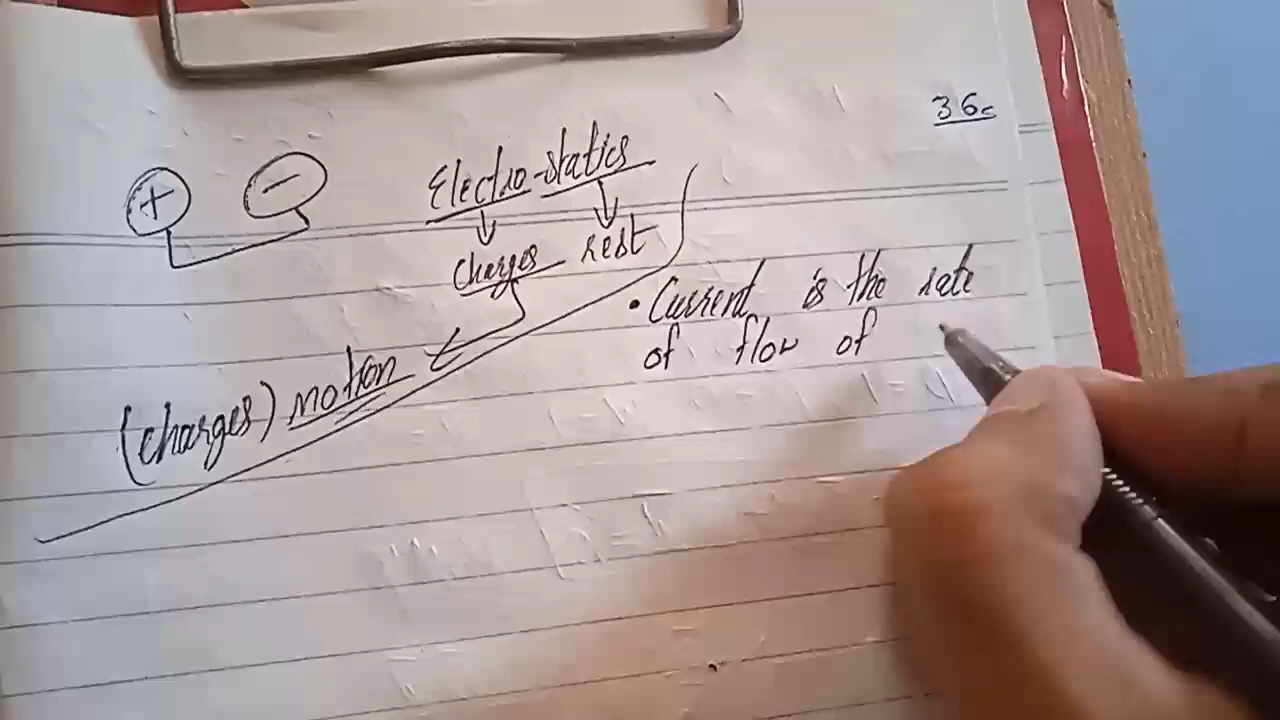 36c
+ −
Electro-statics
charges rest
(charges) motion
• Current is the rate
of flow of